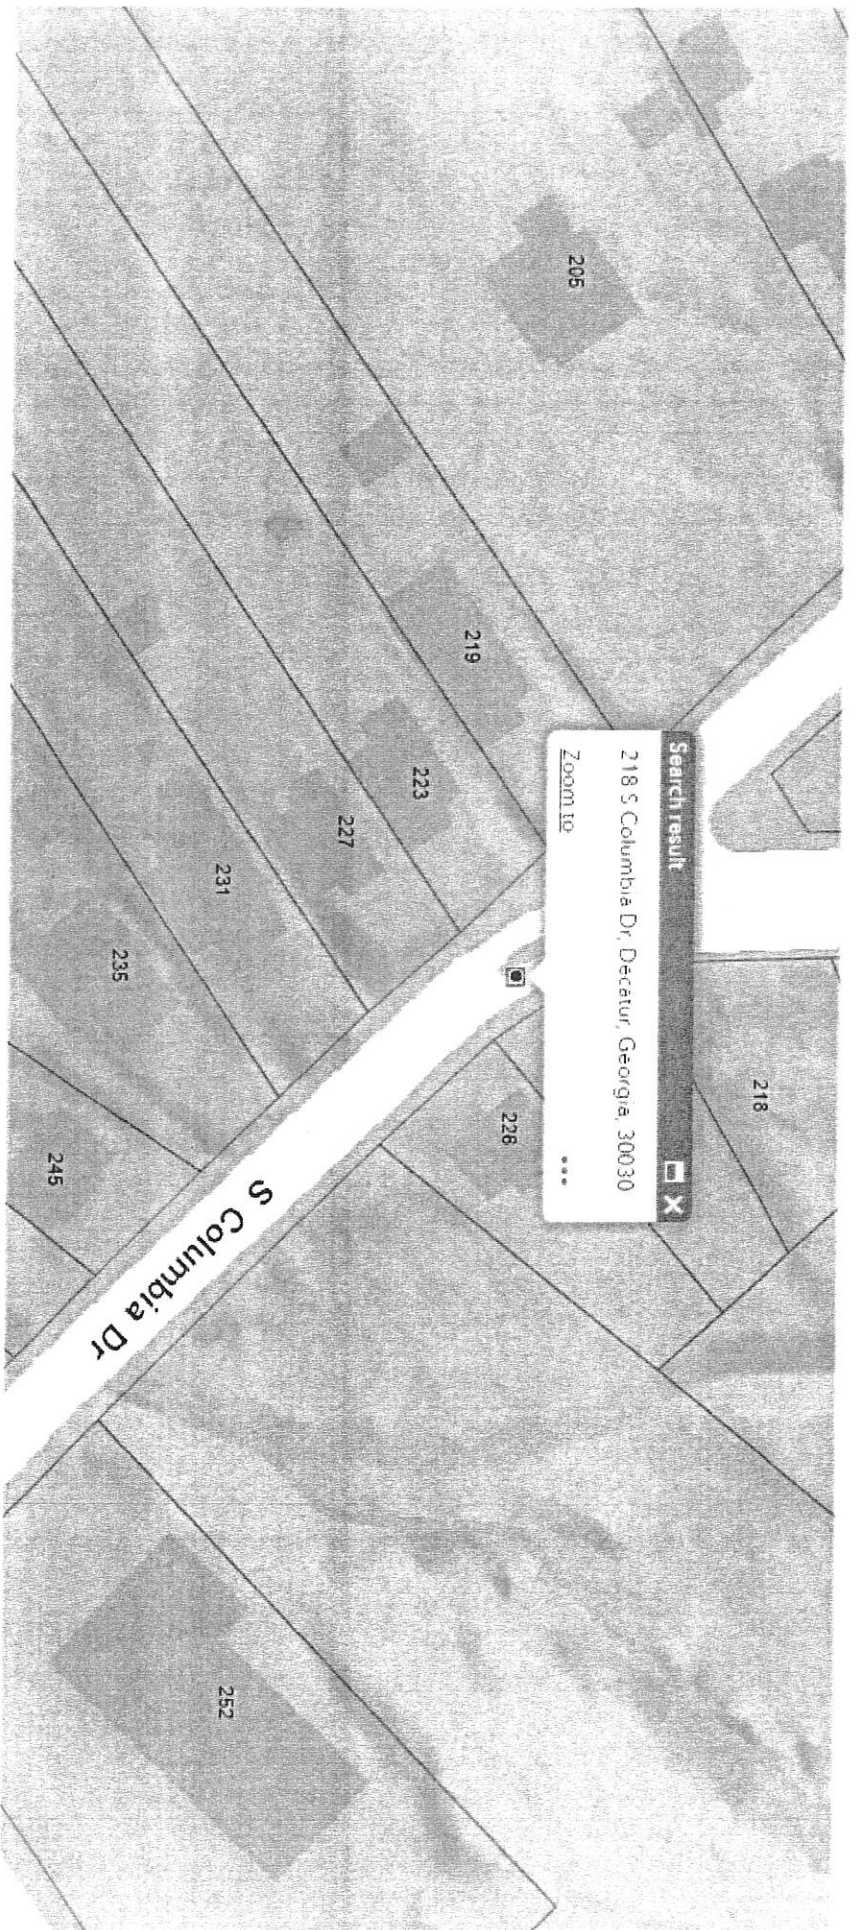 Search result
218 S Columbia Dr, Decatur, Georgia, 30030
Zoom to
...
205
218
219
223
226
227
231
235
245
S Columbia Dr
252